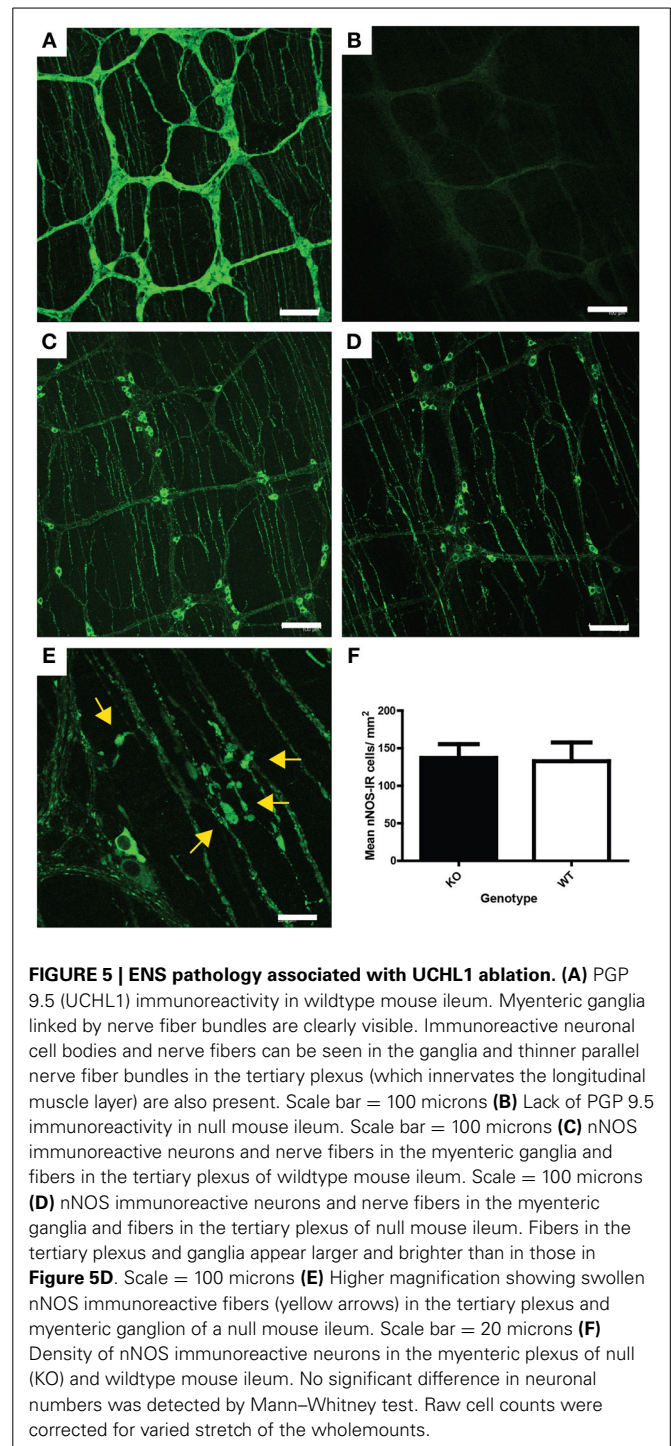 A
B
C
D
E
F
200
150
100
50
0
Mean nNOS-IR cells/ mm²
KO
WT
Genotype
FIGURE 5 | ENS pathology associated with UCHL1 ablation. (A) PGP
9.5 (UCHL1) immunoreactivity in wildtype mouse ileum. Myenteric ganglia
linked by nerve fiber bundles are clearly visible. Immunoreactive neuronal
cell bodies and nerve fibers can be seen in the ganglia and thinner parallel
nerve fiber bundles in the tertiary plexus (which innervates the longitudinal
muscle layer) are also present. Scale bar = 100 microns (B) Lack of PGP 9.5
immunoreactivity in null mouse ileum. Scale bar = 100 microns (C) nNOS
immunoreactive neurons and nerve fibers in the myenteric ganglia and
fibers in the tertiary plexus of wildtype mouse ileum. Scale = 100 microns
(D) nNOS immunoreactive neurons and nerve fibers in the myenteric
ganglia and fibers in the tertiary plexus of null mouse ileum. Fibers in the
tertiary plexus and ganglia appear larger and brighter than in those in
Figure 5D. Scale = 100 microns (E) Higher magnification showing swollen
nNOS immunoreactive fibers (yellow arrows) in the tertiary plexus and
myenteric ganglion of a null mouse ileum. Scale bar = 20 microns (F)
Density of nNOS immunoreactive neurons in the myenteric plexus of null
(KO) and wildtype mouse ileum. No significant difference in neuronal
numbers was detected by Mann–Whitney test. Raw cell counts were
corrected for varied stretch of the wholemounts.